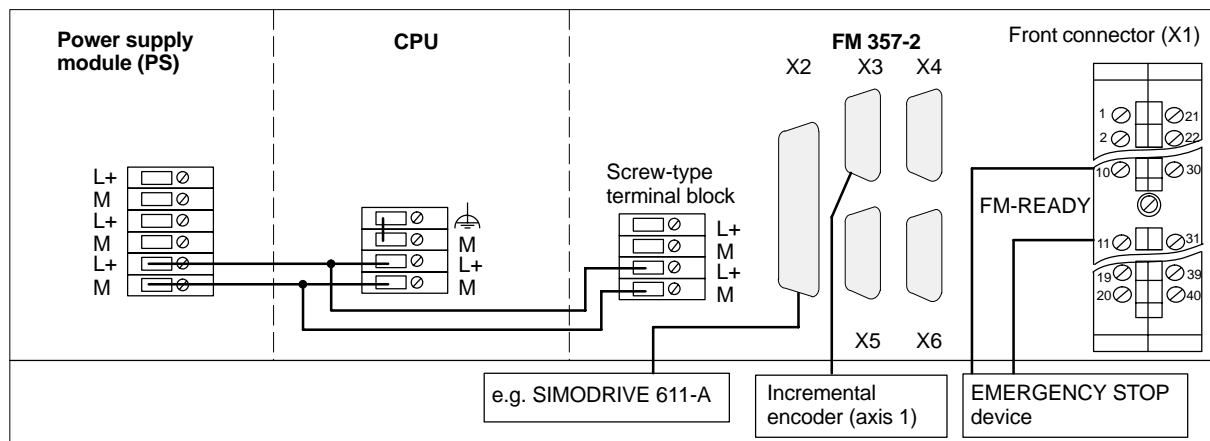 Power supply
module (PS)
CPU
FM 357-2
Front connector (X1)
X2
X3
X4
1
21
2
22
10
30
Screw-type
terminal block
L+
M
L+
M
L+
M
M
L+
M
L+
M
L+
M
FM-READY
11
31
19
39
20
40
X5
X6
e.g. SIMODRIVE 611-A
Incremental
encoder (axis 1)
EMERGENCY STOP
device